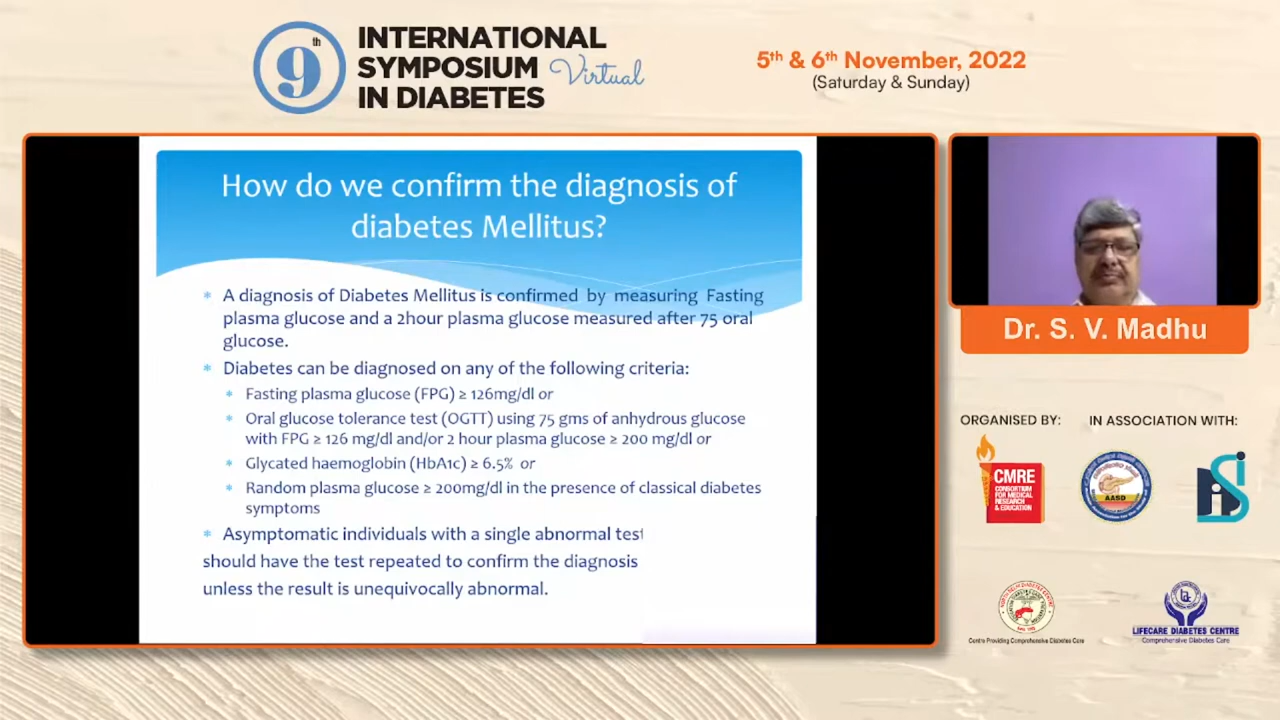 9th
INTERNATIONAL
SYMPOSIUM Virtual
IN DIABETES
5th & 6th November, 2022
(Saturday & Sunday)
How do we confirm the diagnosis of
diabetes Mellitus?
* A diagnosis of Diabetes Mellitus is confirmed by measuring Fasting
plasma glucose and a 2hour plasma glucose measured after 75 oral
glucose.
* Diabetes can be diagnosed on any of the following criteria:
* Fasting plasma glucose (FPG) ≥ 126mg/dl or
* Oral glucose tolerance test (OGTT) using 75 gms of anhydrous glucose
with FPG ≥ 126 mg/dl and/or 2 hour plasma glucose ≥ 200 mg/dl or
* Glycated haemoglobin (HbA1c) ≥ 6.5% or
* Random plasma glucose ≥ 200mg/dl in the presence of classical diabetes
symptoms
* Asymptomatic individuals with a single abnormal test
should have the test repeated to confirm the diagnosis
unless the result is unequivocally abnormal.
Dr. S. V. Madhu
ORGANISED BY:
IN ASSOCIATION WITH:
CMRE
CONSORTIUM
FOR MEDICAL
RESEARCH
& EDUCATION
AASD
Centre Providing Comprehensive Diabetes Care
LIFECARE DIABETES CENTRE
Comprehensive Diabetes Care